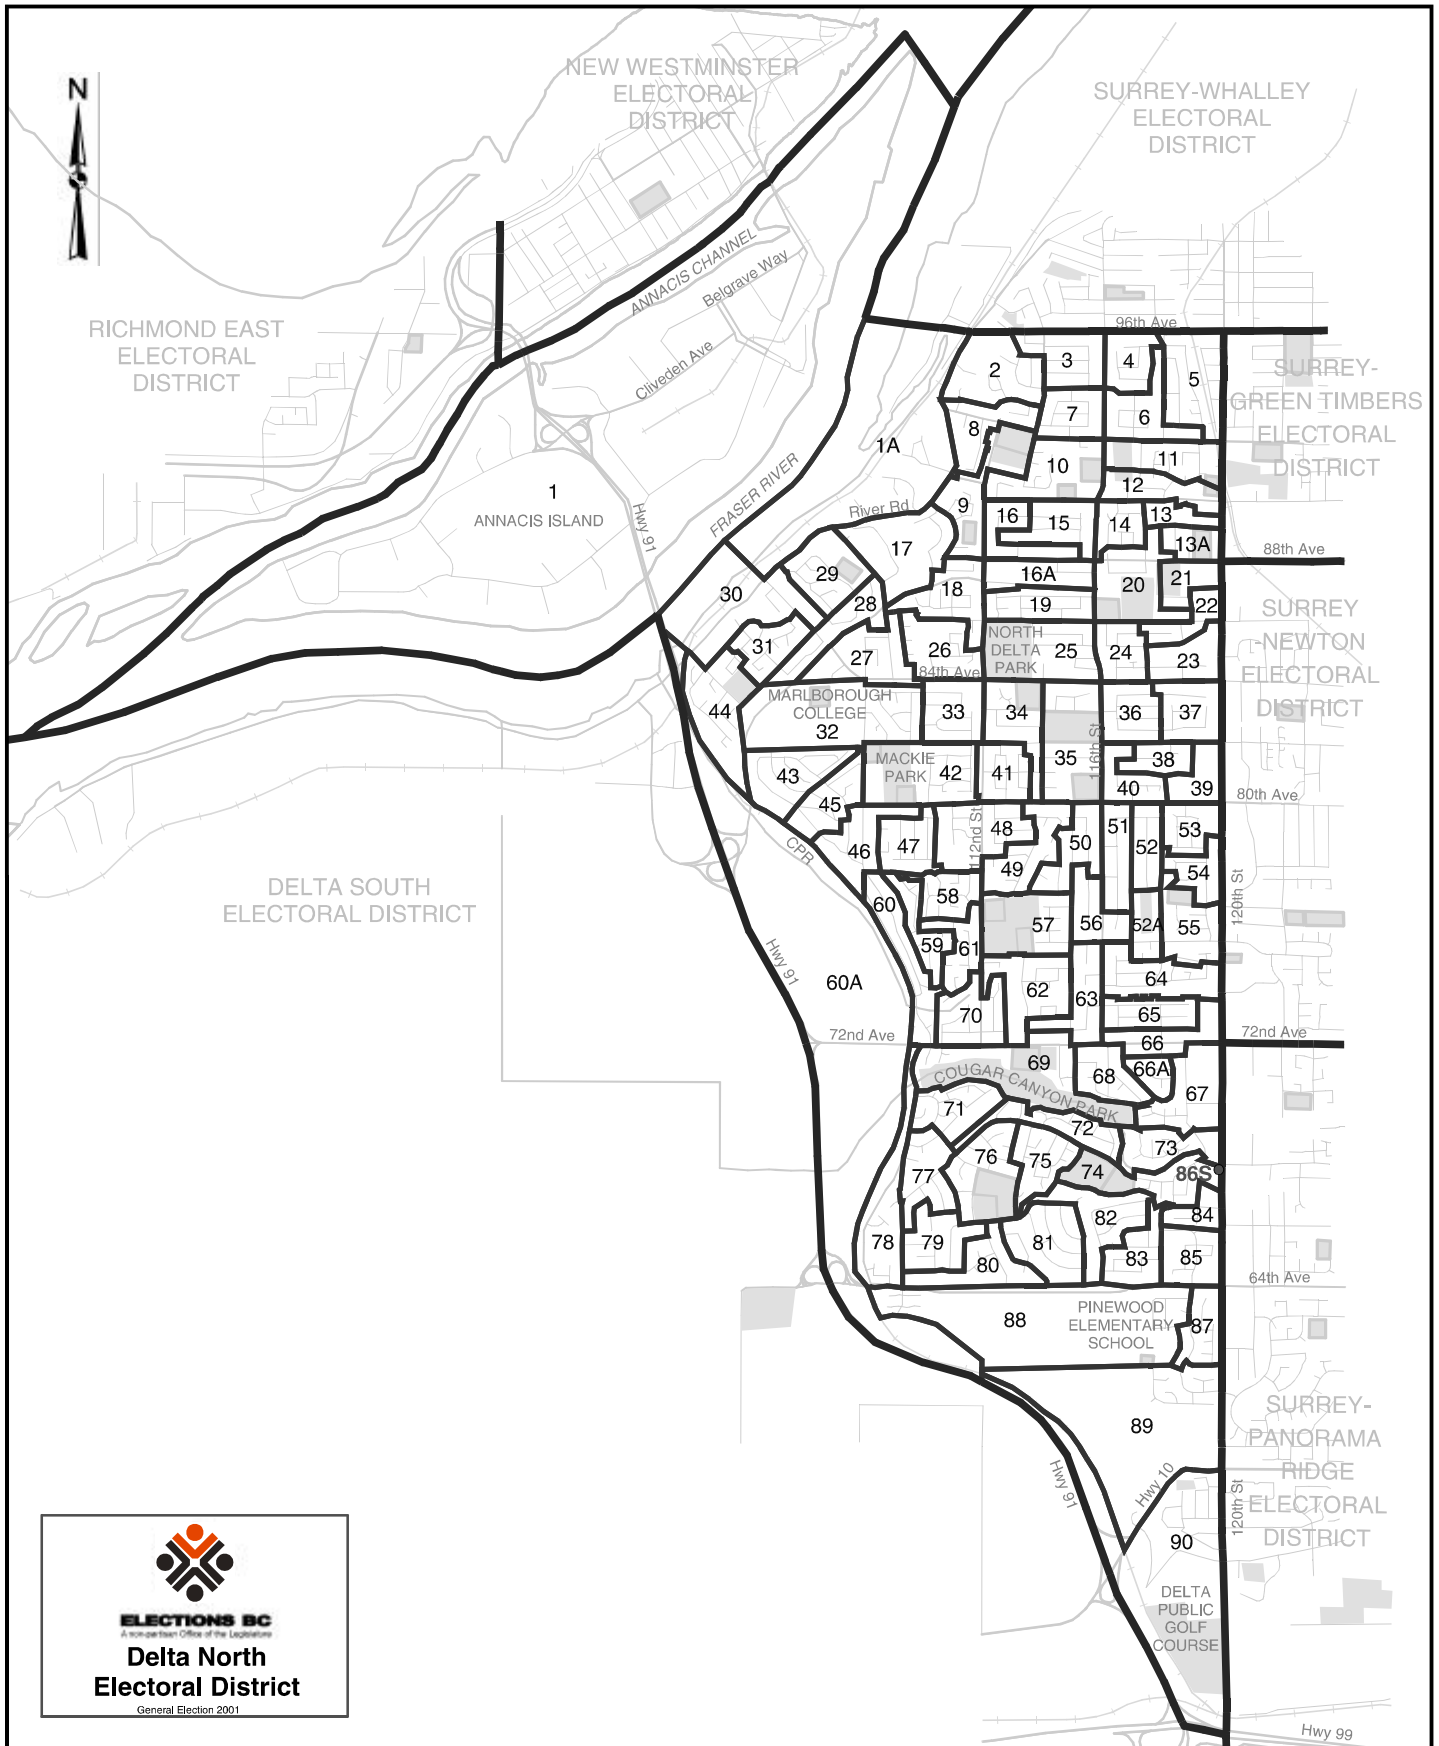 N
NEW WESTMINSTER
ELECTORAL
DISTRICT
SURREY-WHALLEY
ELECTORAL
DISTRICT
RICHMOND EAST
ELECTORAL
DISTRICT
ANNACIS CHANNEL
Belgrave Way
Cliveden Ave
96th Ave
2
3
4
5
SURREY-
GREEN TIMBERS
ELECTORAL
DISTRICT
7
6
8
1A
10
11
12
1
ANNACIS ISLAND
Hwy 91
FRASER RIVER
River Rd
9
16
15
14
13
13A
88th Ave
17
29
16A
20
21
22
30
28
18
19
SURREY
-NEWTON
ELECTORAL
DISTRICT
31
27
26
NORTH
DELTA
PARK
25
24
23
84th Ave
44
MARLBOROUGH
COLLEGE
32
33
34
36
37
116th St
43
MACKIE
PARK
42
41
35
38
40
39
80th Ave
45
CPR
46
47
112nd St
48
49
50
51
52
53
54
120th St
DELTA SOUTH
ELECTORAL DISTRICT
60
58
57
56
52A
55
59
61
Hwy 91
60A
62
63
64
70
65
72nd Ave
66
72nd Ave
69
COUGAR CANYON PARK
68
66A
67
71
72
73
76
75
74
86S
77
82
84
78
79
80
81
83
85
64th Ave
88
PINEWOOD
ELEMENTARY
SCHOOL
87
89
SURREY-
PANORAMA
RIDGE
ELECTORAL
DISTRICT
Hwy 91
Hwy 10
120th St
90
DELTA
PUBLIC
GOLF
COURSE
Hwy 99
ELECTIONS BC
A non-partisan Office of the Legislature
Delta North
Electoral District
General Election 2001